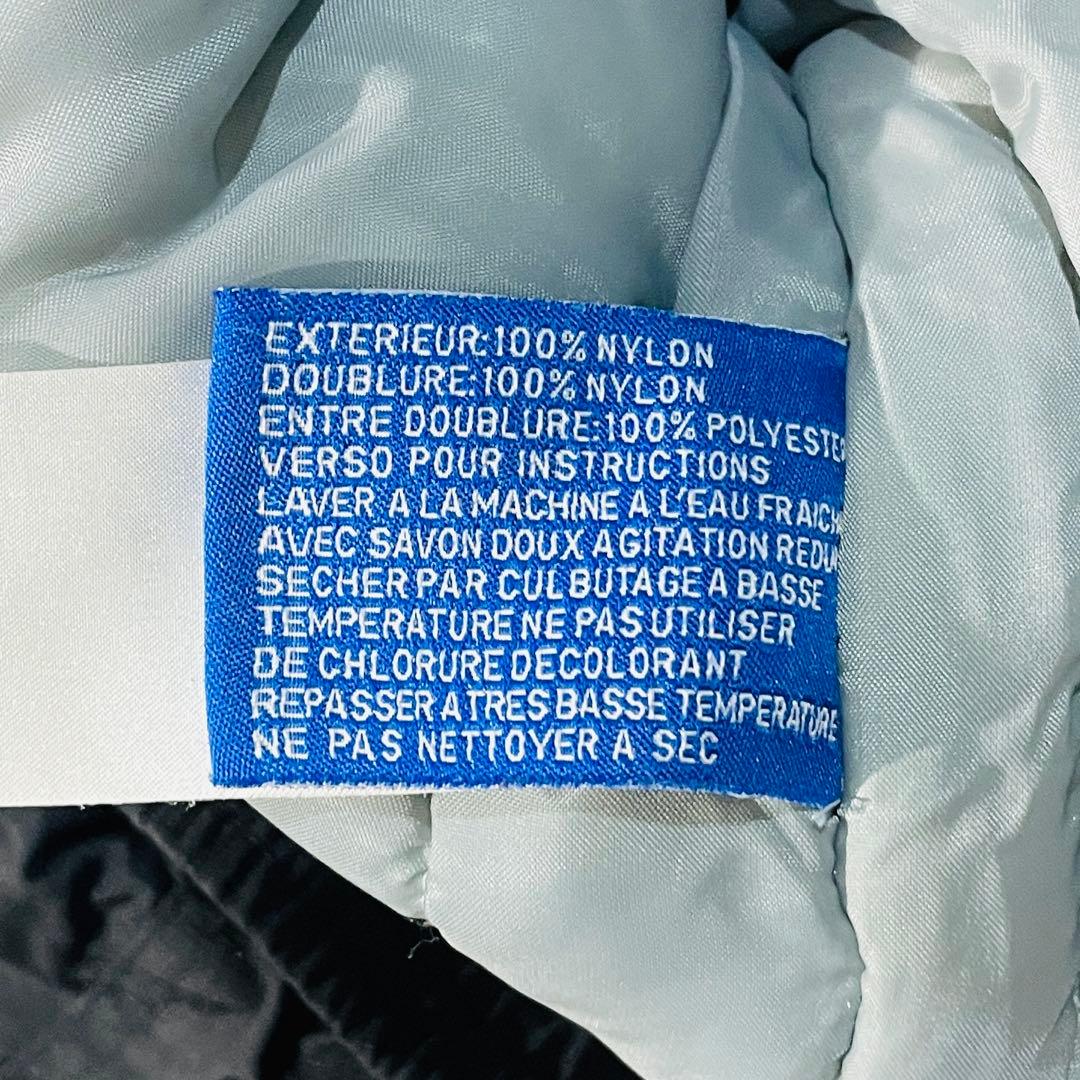 EXTERIEUR:100% NYLON
DOUBLURE:100% NYLON
ENTRE DOUBLURE:100% POLYESTER
VERSO POUR INSTRUCTIONS
LAVER A LA MACHINE A L'EAU FRAICH
AVEC SAVON DOUX AGITATION REDUI
SECHER PAR CULBUTAGE A BASSE
TEMPERATURE NE PAS UTILISER
DE CHLORURE DECOLORANT
REPASSER A TRES BASSE TEMPERATURE
NE PAS NETTOYER A SEC